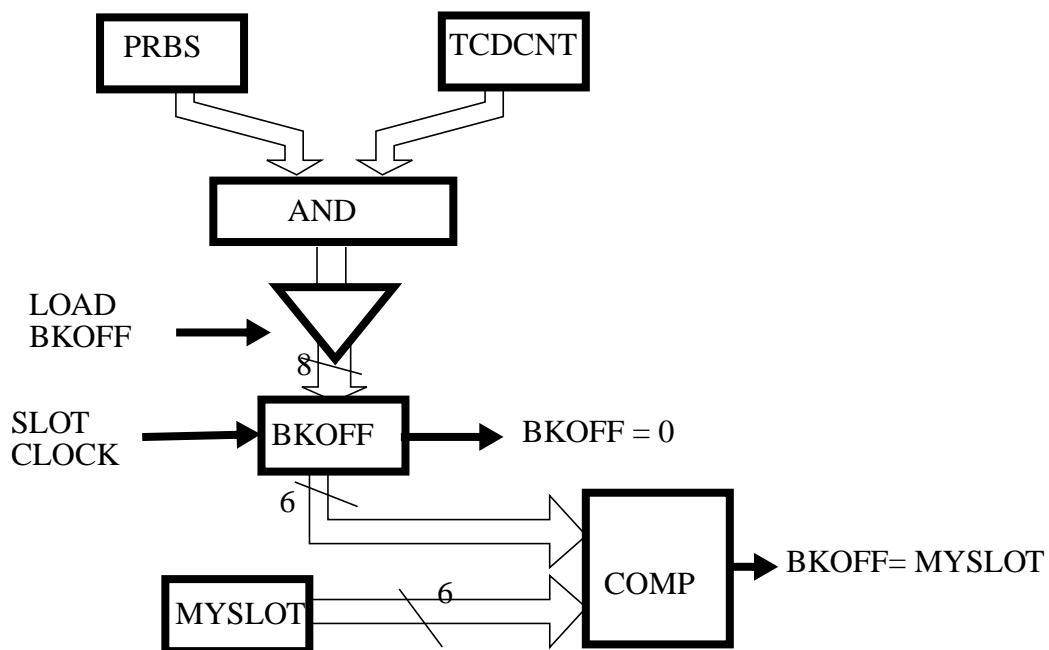 PRBS
TCDCNT
AND
LOAD
BKOFF
8
SLOT
CLOCK
BKOFF
BKOFF = 0
6
BKOFF= MYSLOT
COMP
6
MYSLOT